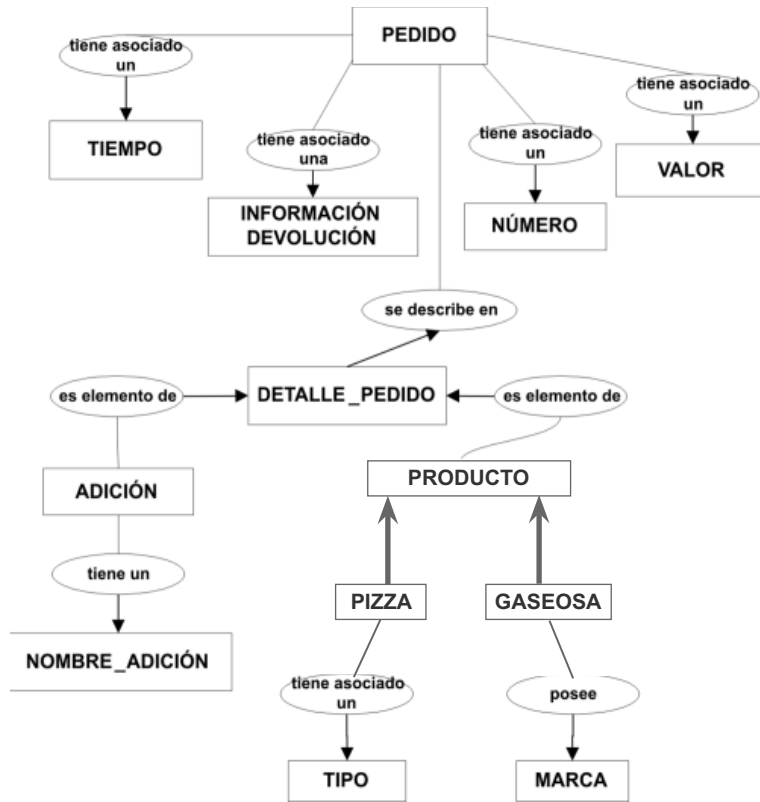 PEDIDO
tiene asociado
un
tiene asociado
un
tiene asociado
una
tiene asociado
un
TIEMPO
VALOR
INFORMACIÓN
DEVOLUCIÓN
NÚMERO
se describe en
es elemento de
DETALLE_PEDIDO
es elemento de
ADICIÓN
PRODUCTO
tiene un
PIZZA
GASEOSA
NOMBRE_ADICIÓN
tiene asociado
un
posee
TIPO
MARCA